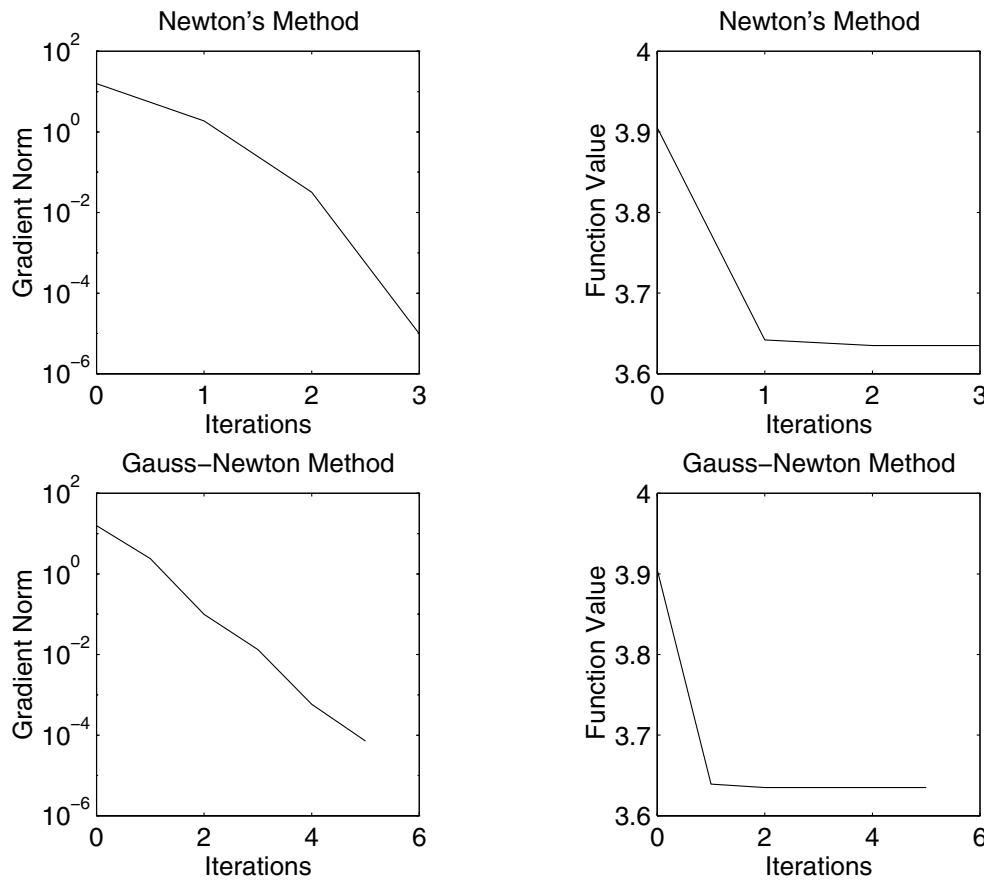 Newton's Method
10^2
10^0
10^−2
10^−4
10^−6
Gradient Norm
0 1 2 3
Iterations
Newton's Method
4
3.9
3.8
3.7
3.6
Function Value
0 1 2 3
Iterations
Gauss−Newton Method
10^2
10^0
10^−2
10^−4
10^−6
Gradient Norm
0 2 4 6
Iterations
Gauss−Newton Method
4
3.9
3.8
3.7
3.6
Function Value
0 2 4 6
Iterations